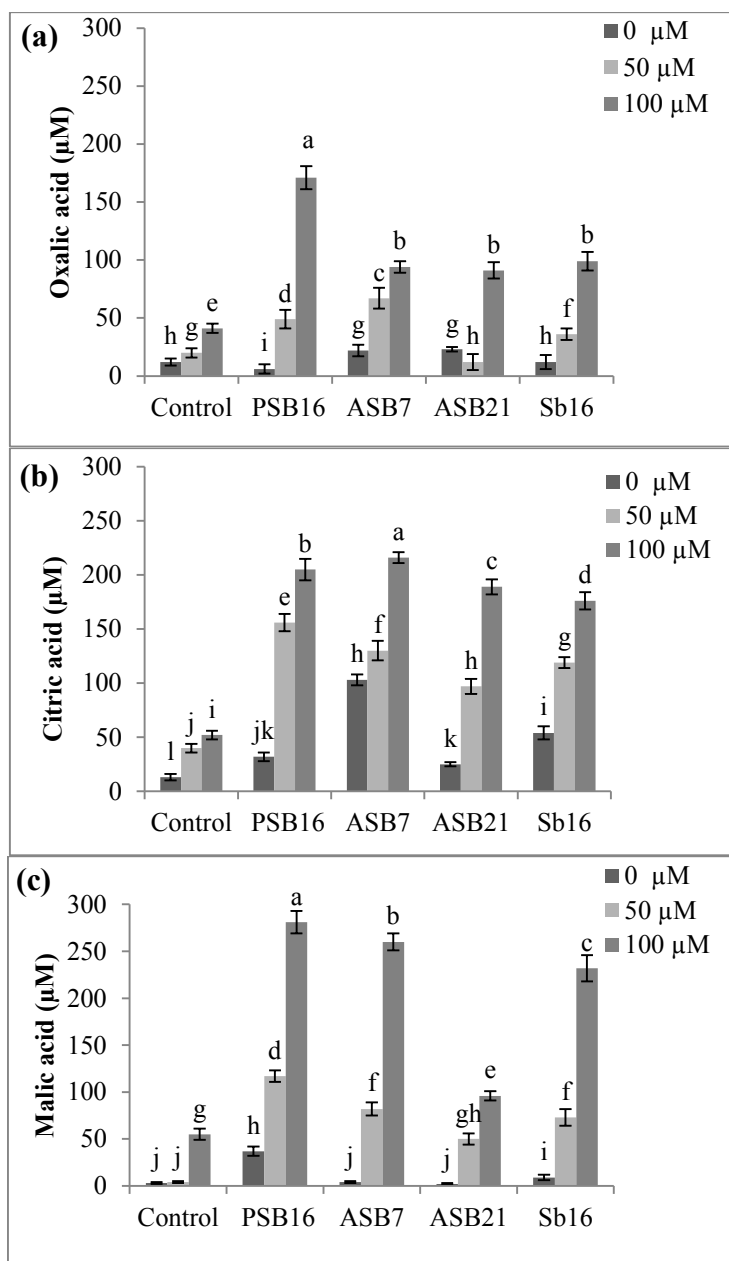 (a)
300
250
200
150
100
50
0
Oxalic acid (µM)
0 µM
50 µM
100 µM
h g e
i d a
g c b
g h b
h f b
Control PSB16 ASB7 ASB21 Sb16
(b)
300
250
200
150
100
50
0
Citric acid (µM)
0 µM
50 µM
100 µM
l j i
jk e b
h f a
k h c
i g d
Control PSB16 ASB7 ASB21 Sb16
(c)
300
250
200
150
100
50
0
Malic acid (µM)
0 µM
50 µM
100 µM
j j g
h d a
j f b
j gh e
i f c
Control PSB16 ASB7 ASB21 Sb16